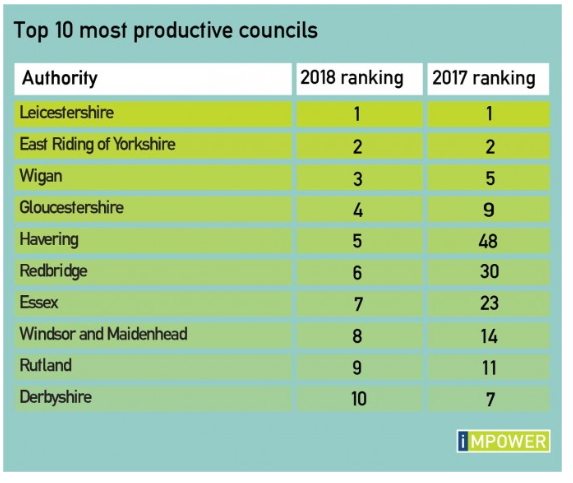 Top 10 most productive councils
Authority 2018 ranking 2017 ranking
Leicestershire 1 1
East Riding of Yorkshire 2 2
Wigan 3 5
Gloucestershire 4 9
Havering 5 48
Redbridge 6 30
Essex 7 23
Windsor and Maidenhead 8 14
Rutland 9 11
Derbyshire 10 7
iMPOWER